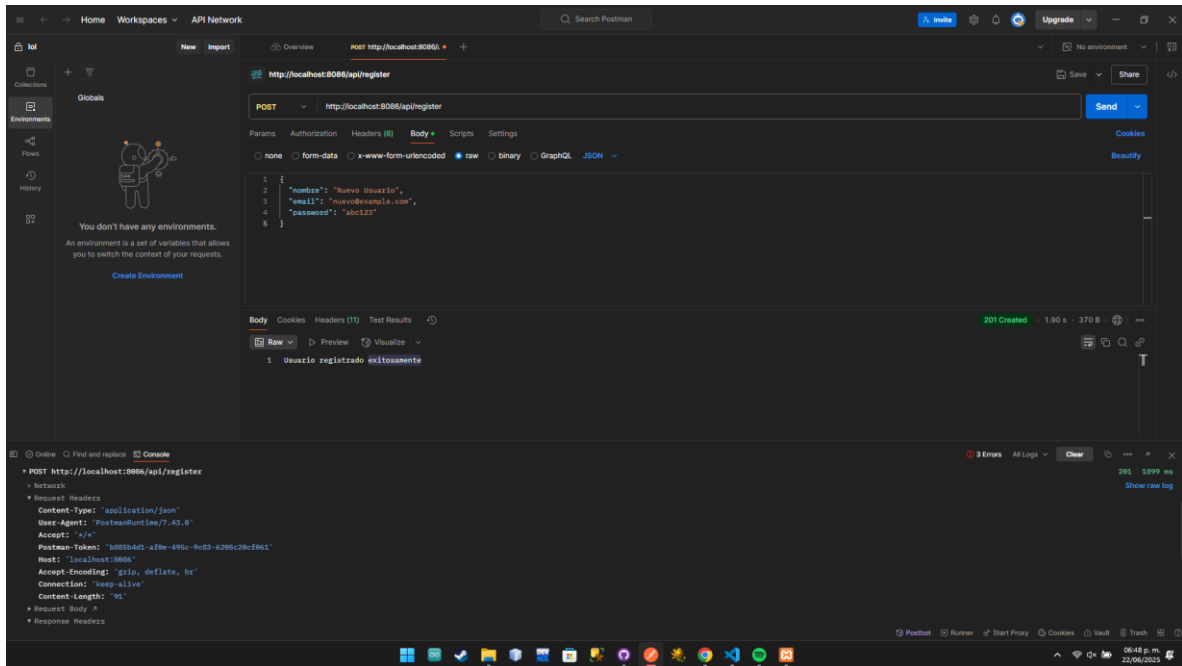 Home Workspaces API Network Search Postman Invite Upgrade
lol New Import Overview POST http://localhost:8086/ No environment
Collections
Environments
Flows
History
Globals
You don't have any environments.
An environment is a set of variables that allows
you to switch the context of your requests.
Create Environment
http://localhost:8086/api/register Save Share
POST http://localhost:8086/api/register Send
Params Authorization Headers (8) Body Scripts Settings Cookies
none form-data x-www-form-urlencoded raw binary GraphQL JSON Beautify
1 {
2 "nombre": "Nuevo Usuario",
3 "email": "nuevo@example.com",
4 "password": "abc123"
5 }
Body Cookies Headers (11) Test Results 201 Created 1.90 s 370 B
Raw Preview Visualize
1 Usuario registrado exitosamente
Online Find and replace Console 3 Errors All Logs Clear
POST http://localhost:8086/api/register 201 1899 ms
Network Show raw log
Request Headers
Content-Type: "application/json"
User-Agent: "PostmanRuntime/7.43.0"
Accept: "*/*"
Postman-Token: "b885b4d1-af0e-495c-9c83-6206c20cf061"
Host: "localhost:8086"
Accept-Encoding: "gzip, deflate, br"
Connection: "keep-alive"
Content-Length: "91"
Request Body
Response Headers
Postbot Runner Start Proxy Cookies Vault Trash
06:48 p. m.
22/06/2025